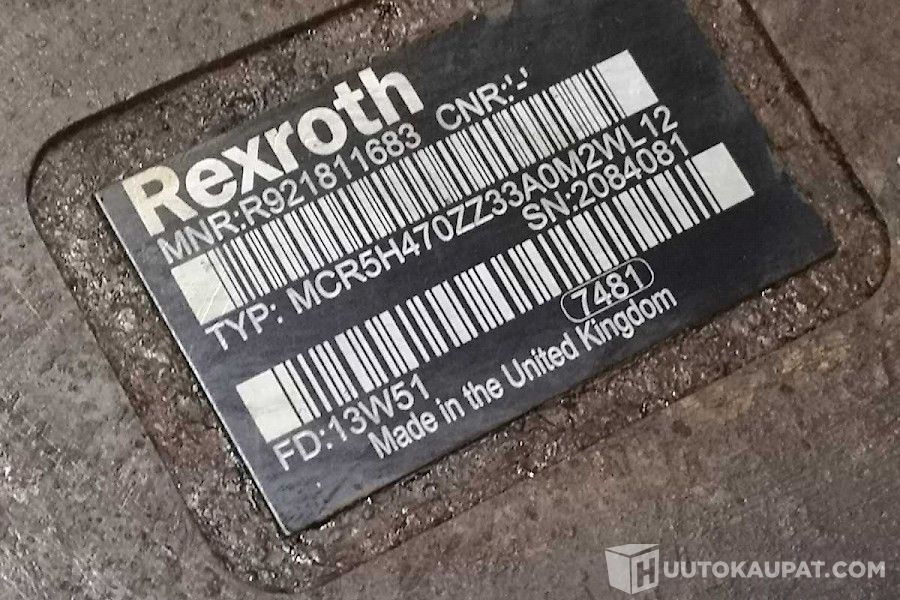 Rexroth
MNR:R921811683 CNR:'-'
TYP: MCR5H470ZZ33A0M2WL12
SN:2084081
7481
FD:13W51
Made in the United Kingdom
HUUTOKAUPAT.COM